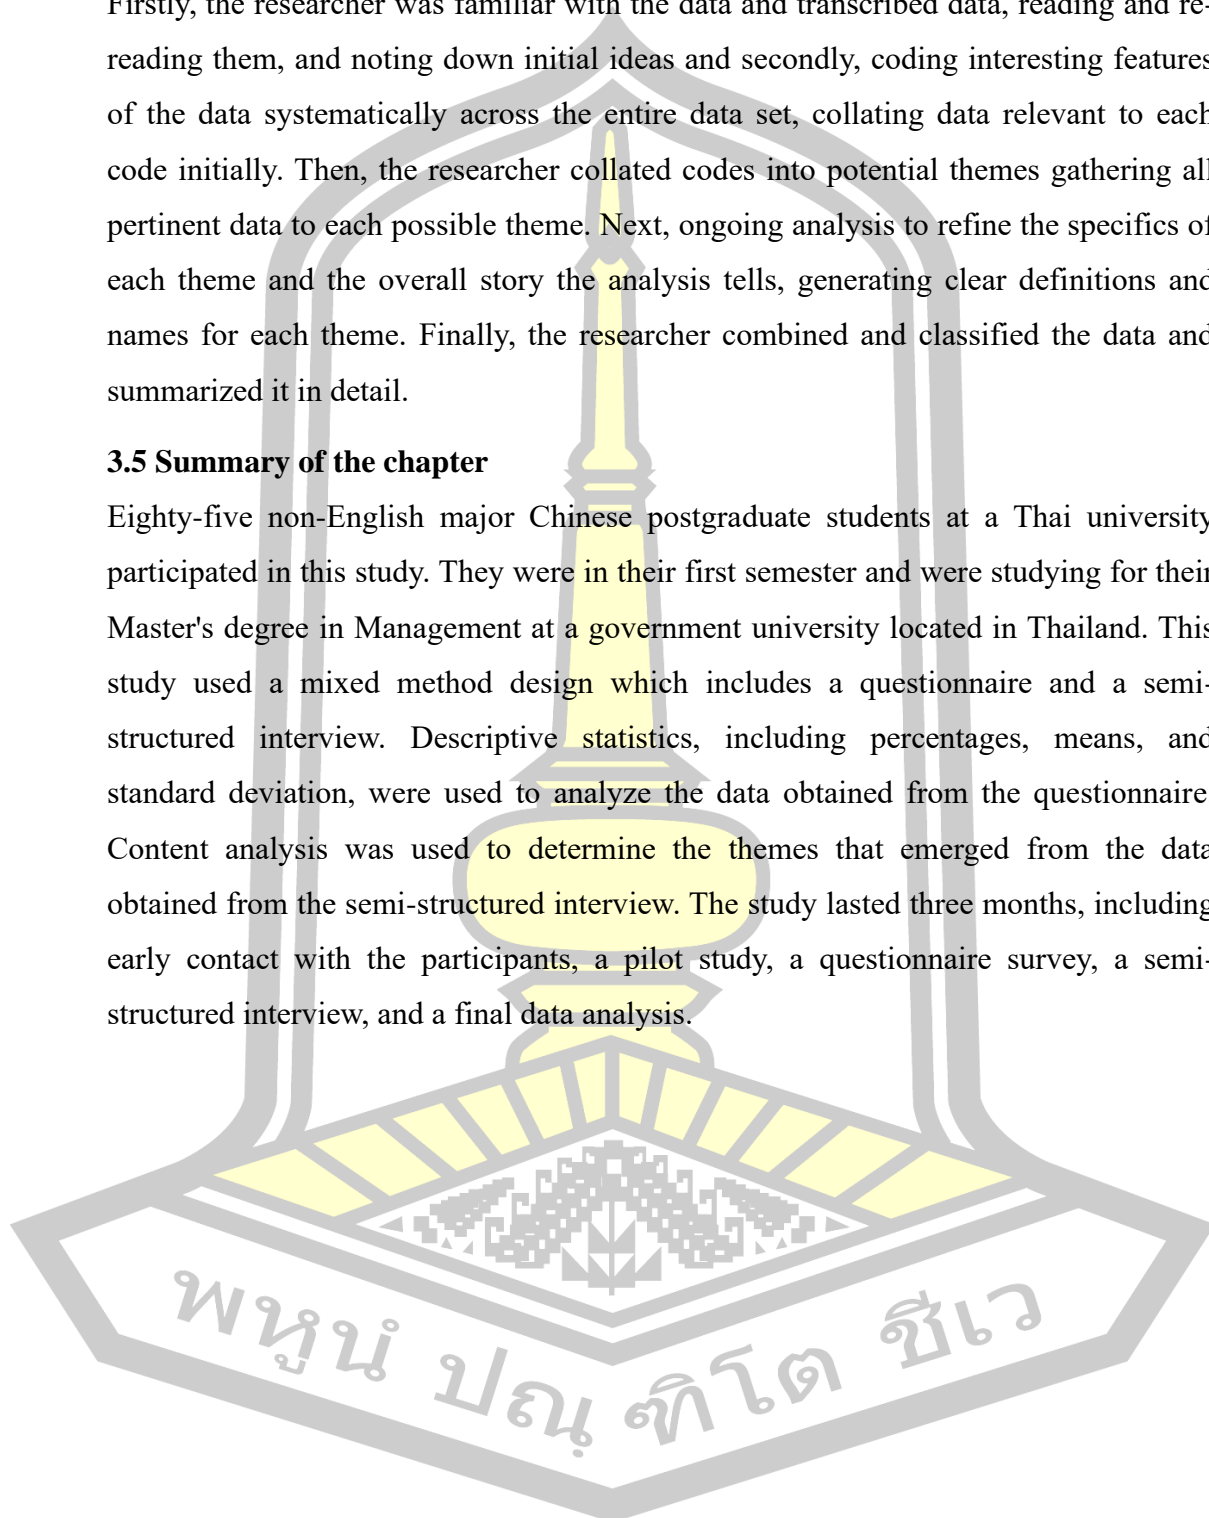 Firstly, the researcher was familiar with the data and transcribed data, reading and re-
reading them, and noting down initial ideas and secondly, coding interesting features
of the data systematically across the entire data set, collating data relevant to each
code initially. Then, the researcher collated codes into potential themes gathering all
pertinent data to each possible theme. Next, ongoing analysis to refine the specifics of
each theme and the overall story the analysis tells, generating clear definitions and
names for each theme. Finally, the researcher combined and classified the data and
summarized it in detail.
3.5 Summary of the chapter
Eighty-five non-English major Chinese postgraduate students at a Thai university
participated in this study. They were in their first semester and were studying for their
Master's degree in Management at a government university located in Thailand. This
study used a mixed method design which includes a questionnaire and a semi-
structured interview. Descriptive statistics, including percentages, means, and
standard deviation, were used to analyze the data obtained from the questionnaire.
Content analysis was used to determine the themes that emerged from the data
obtained from the semi-structured interview. The study lasted three months, including
early contact with the participants, a pilot study, a questionnaire survey, a semi-
structured interview, and a final data analysis.
พหูนํ ปณฺฑิโต ชีเว